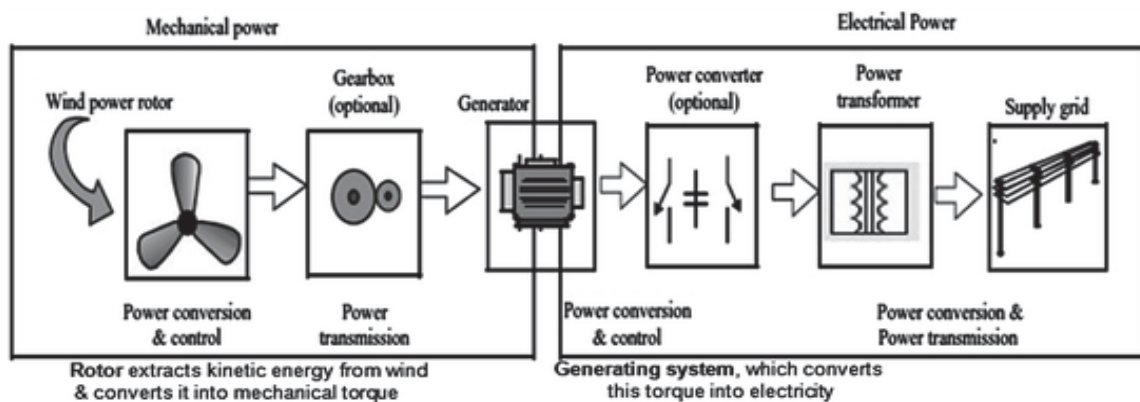 Mechanical power
Electrical Power
Wind power rotor
Gearbox
(optional)
Generator
Power converter
(optional)
Power
transformer
Supply grid
Power conversion
& control
Power
transmission
Power conversion
& control
Power conversion &
Power transmission
Rotor extracts kinetic energy from wind
& converts it into mechanical torque
Generating system, which converts
this torque into electricity